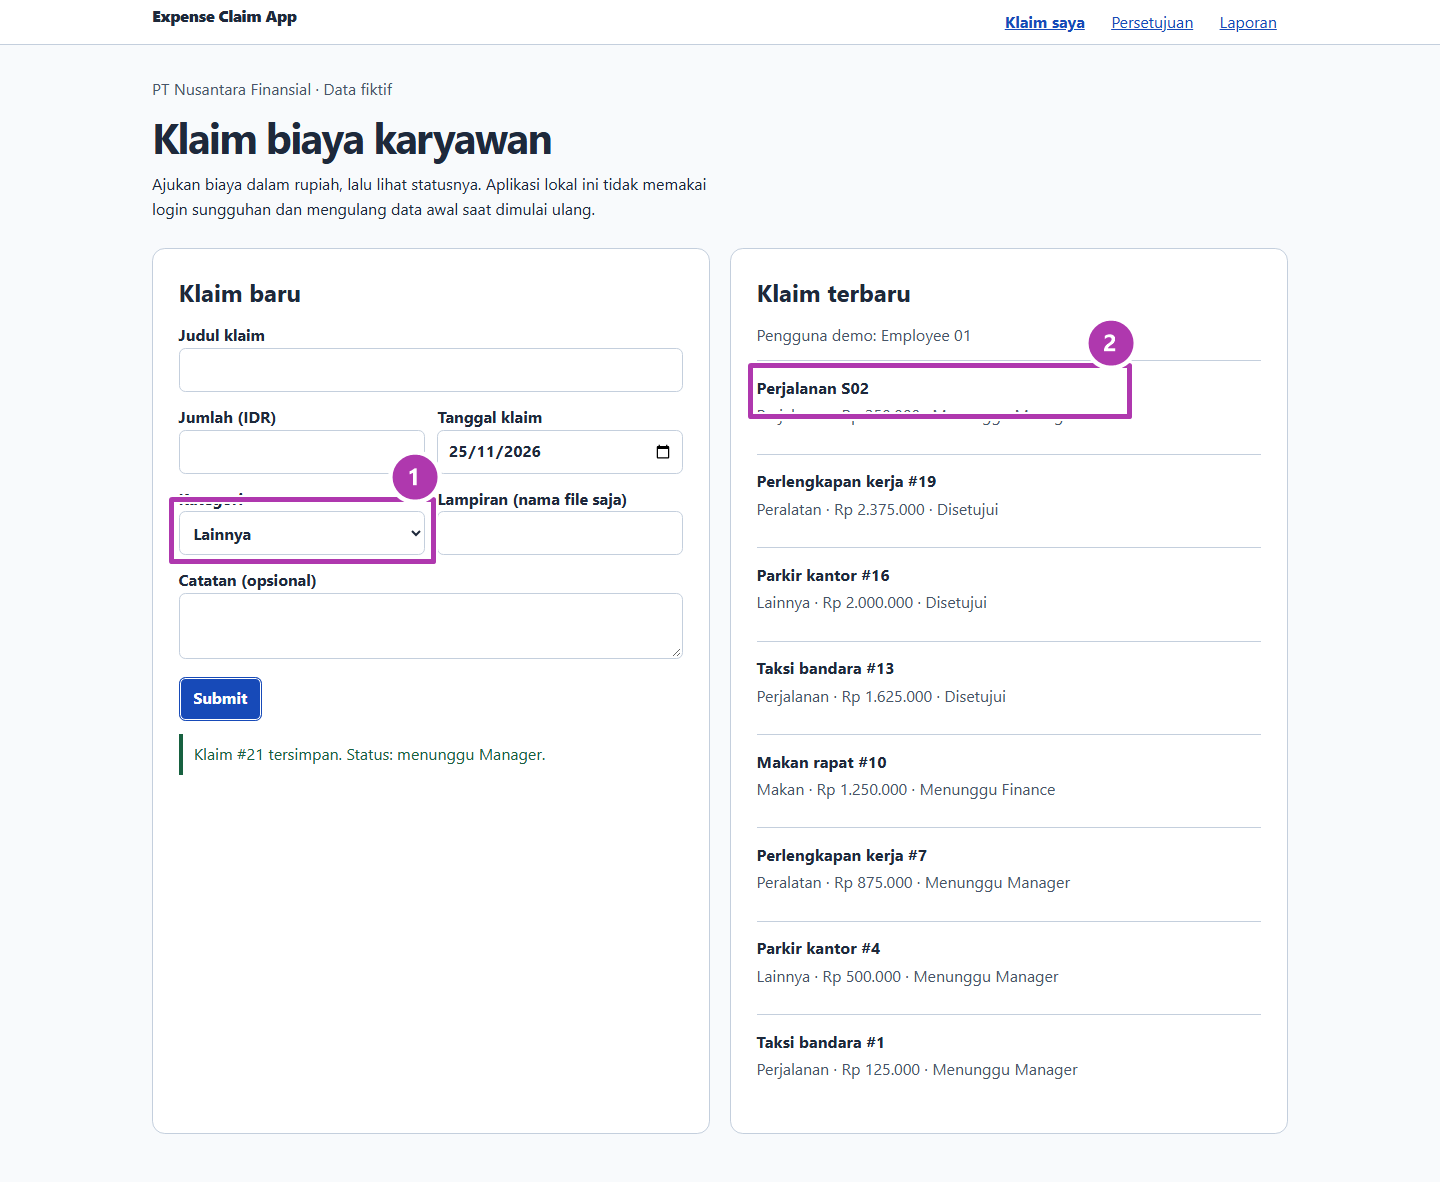 Expense Claim App
Klaim saya
Persetujuan
Laporan
PT Nusantara Finansial · Data fiktif
Klaim biaya karyawan
Ajukan biaya dalam rupiah, lalu lihat statusnya. Aplikasi lokal ini tidak memakai
login sungguhan dan mengulang data awal saat dimulai ulang.
Klaim baru
Judul klaim
Jumlah (IDR)
Tanggal klaim
25/11/2026
1
Lampiran (nama file saja)
Lainnya
Catatan (opsional)
Submit
Klaim #21 tersimpan. Status: menunggu Manager.
Klaim terbaru
Pengguna demo: Employee 01
2
Perjalanan S02
Perlengkapan kerja #19
Peralatan · Rp 2.375.000 · Disetujui
Parkir kantor #16
Lainnya · Rp 2.000.000 · Disetujui
Taksi bandara #13
Perjalanan · Rp 1.625.000 · Disetujui
Makan rapat #10
Makan · Rp 1.250.000 · Menunggu Finance
Perlengkapan kerja #7
Peralatan · Rp 875.000 · Menunggu Manager
Parkir kantor #4
Lainnya · Rp 500.000 · Menunggu Manager
Taksi bandara #1
Perjalanan · Rp 125.000 · Menunggu Manager